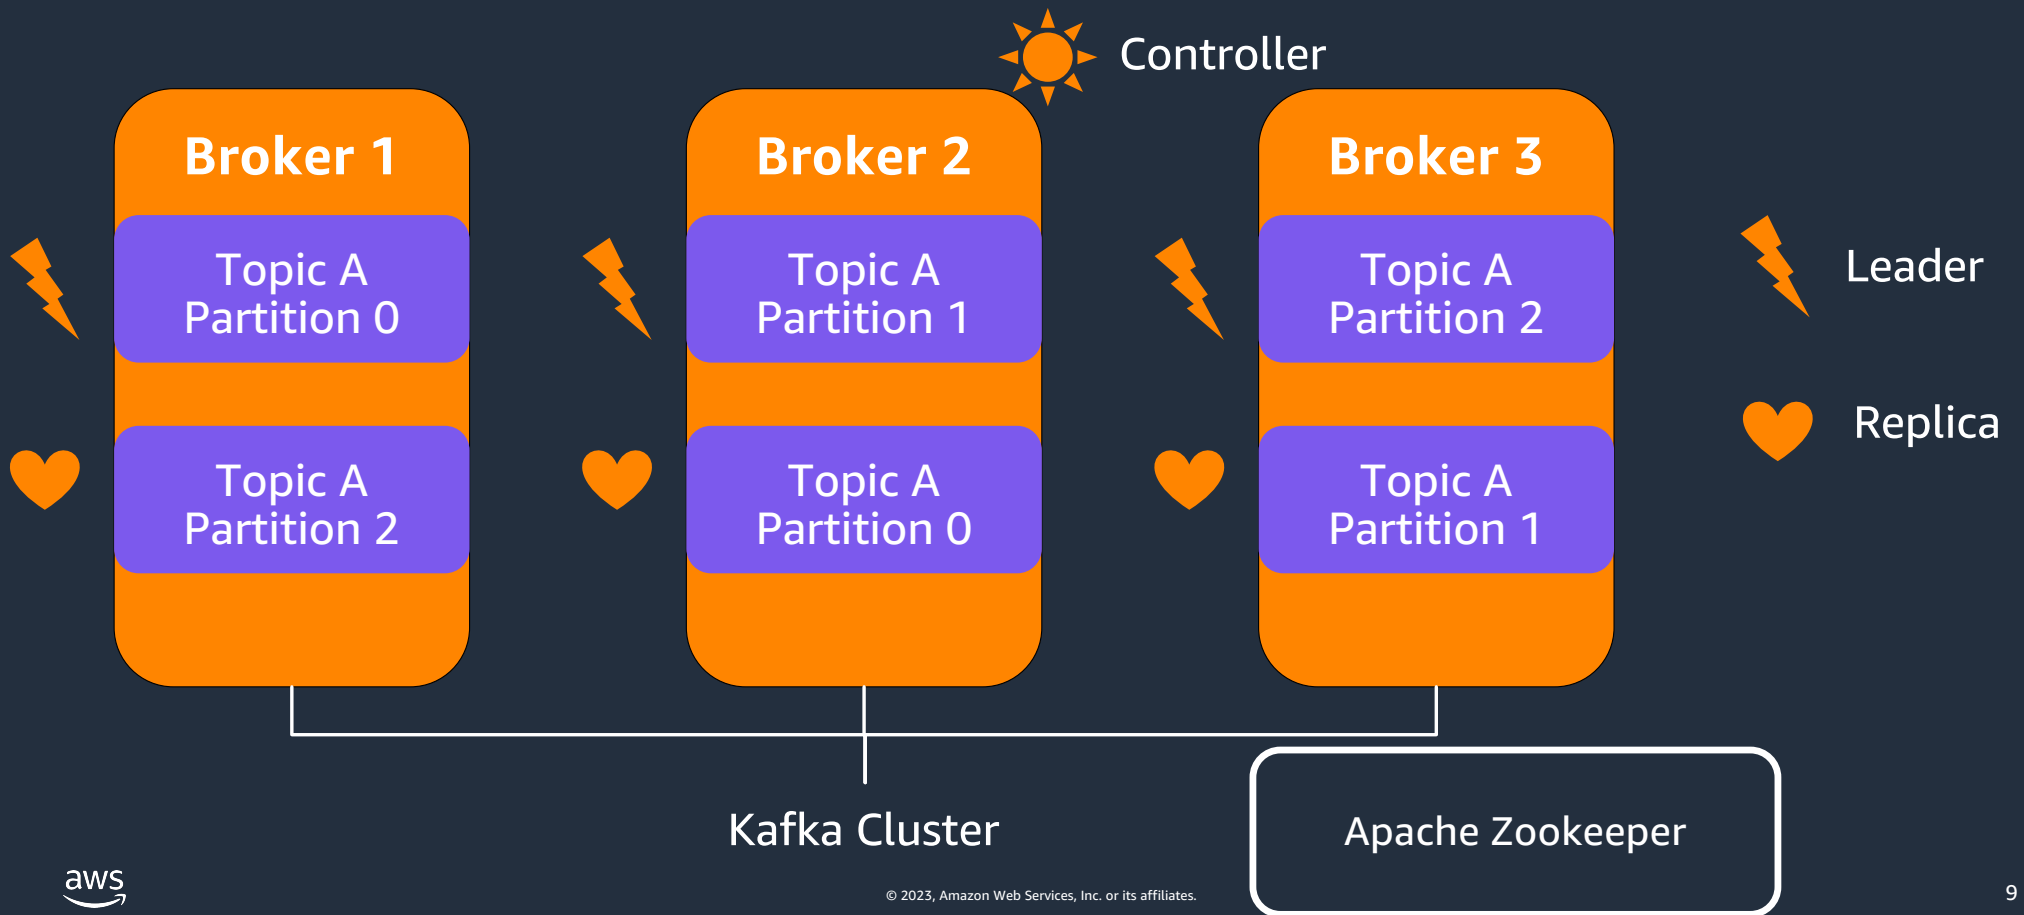 Controller
Broker 1
Broker 2
Broker 3
Topic A
Partition 0
Topic A
Partition 1
Topic A
Partition 2
Leader
Topic A
Partition 2
Topic A
Partition 0
Topic A
Partition 1
Replica
Kafka Cluster
Apache Zookeeper
aws
© 2023, Amazon Web Services, Inc. or its affiliates.
9